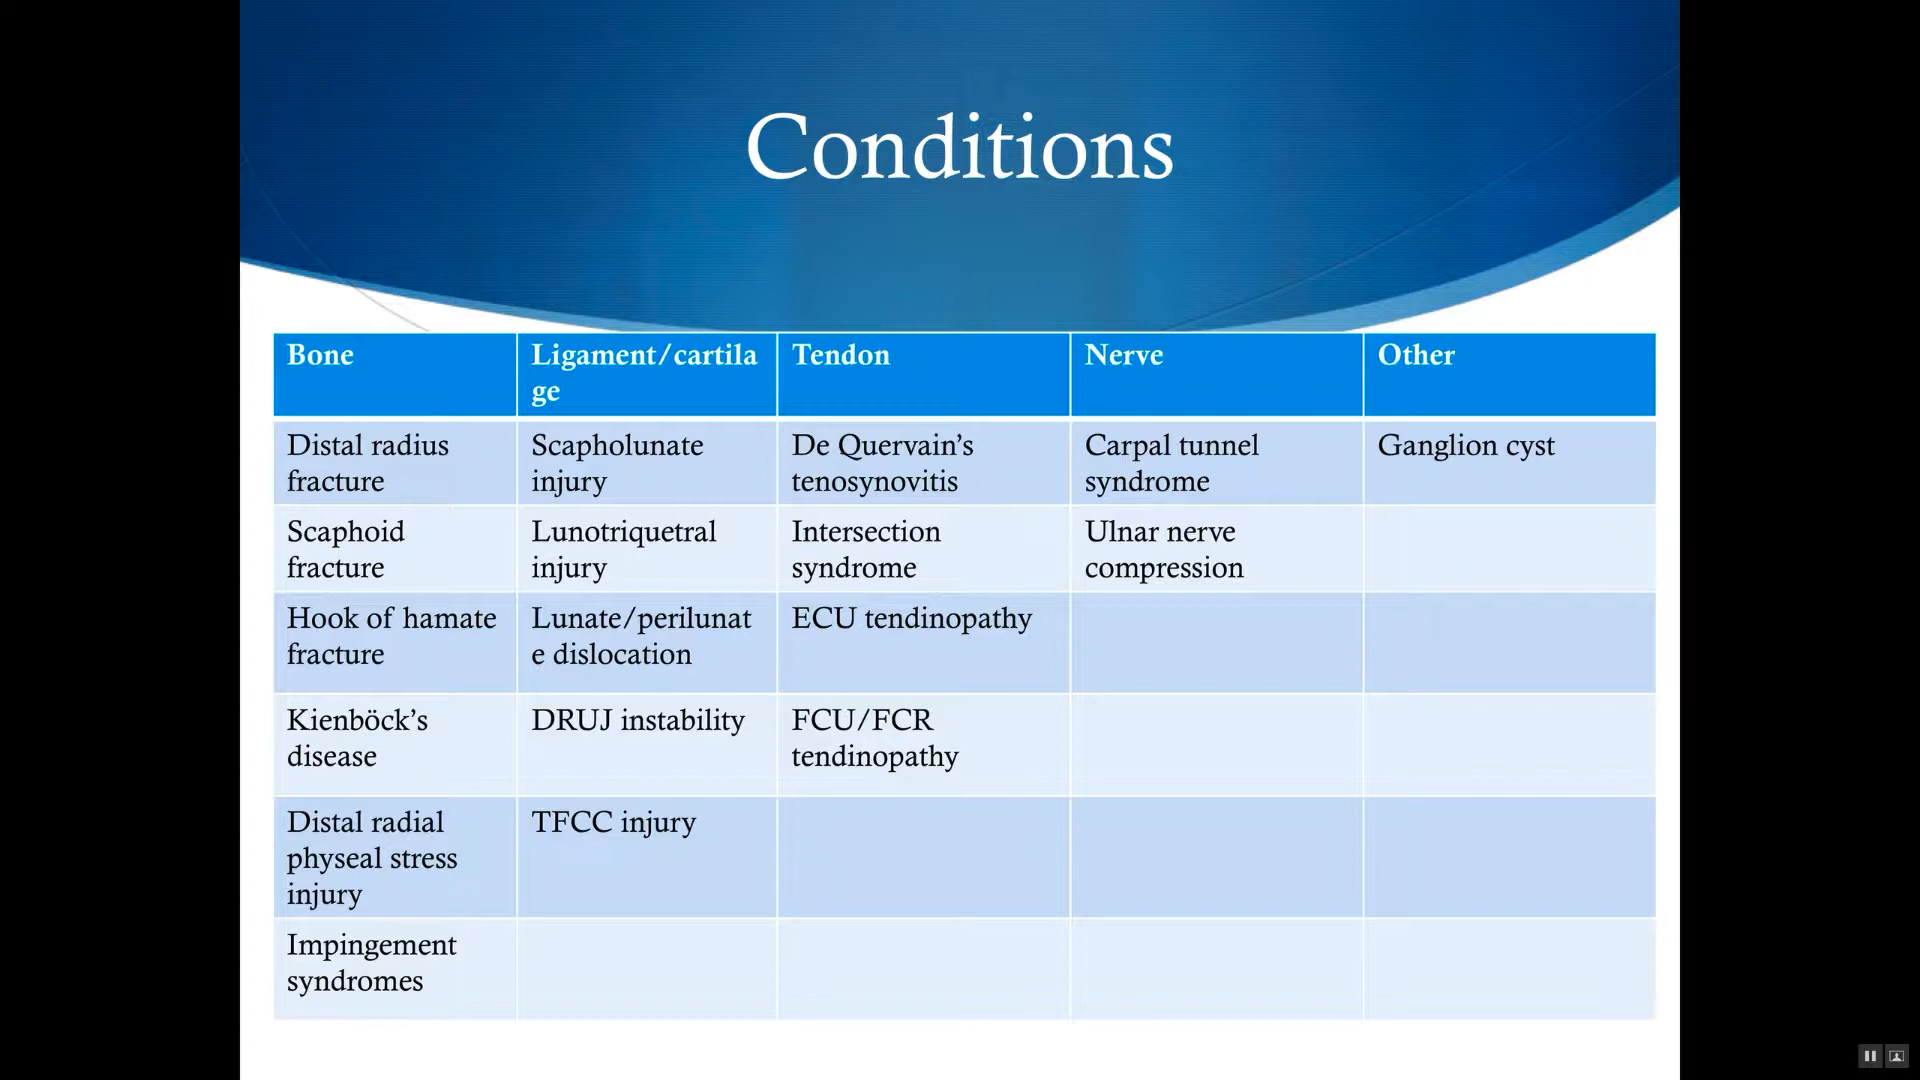 Conditions
Bone
Ligament/cartila
ge
Tendon
Nerve
Other
Distal radius
fracture
Scapholunate
injury
De Quervain’s
tenosynovitis
Carpal tunnel
syndrome
Ganglion cyst
Scaphoid
fracture
Lunotriquetral
injury
Intersection
syndrome
Ulnar nerve
compression
Hook of hamate
fracture
Lunate/perilunat
e dislocation
ECU tendinopathy
Kienböck’s
disease
DRUJ instability
FCU/FCR
tendinopathy
Distal radial
physeal stress
injury
TFCC injury
Impingement
syndromes